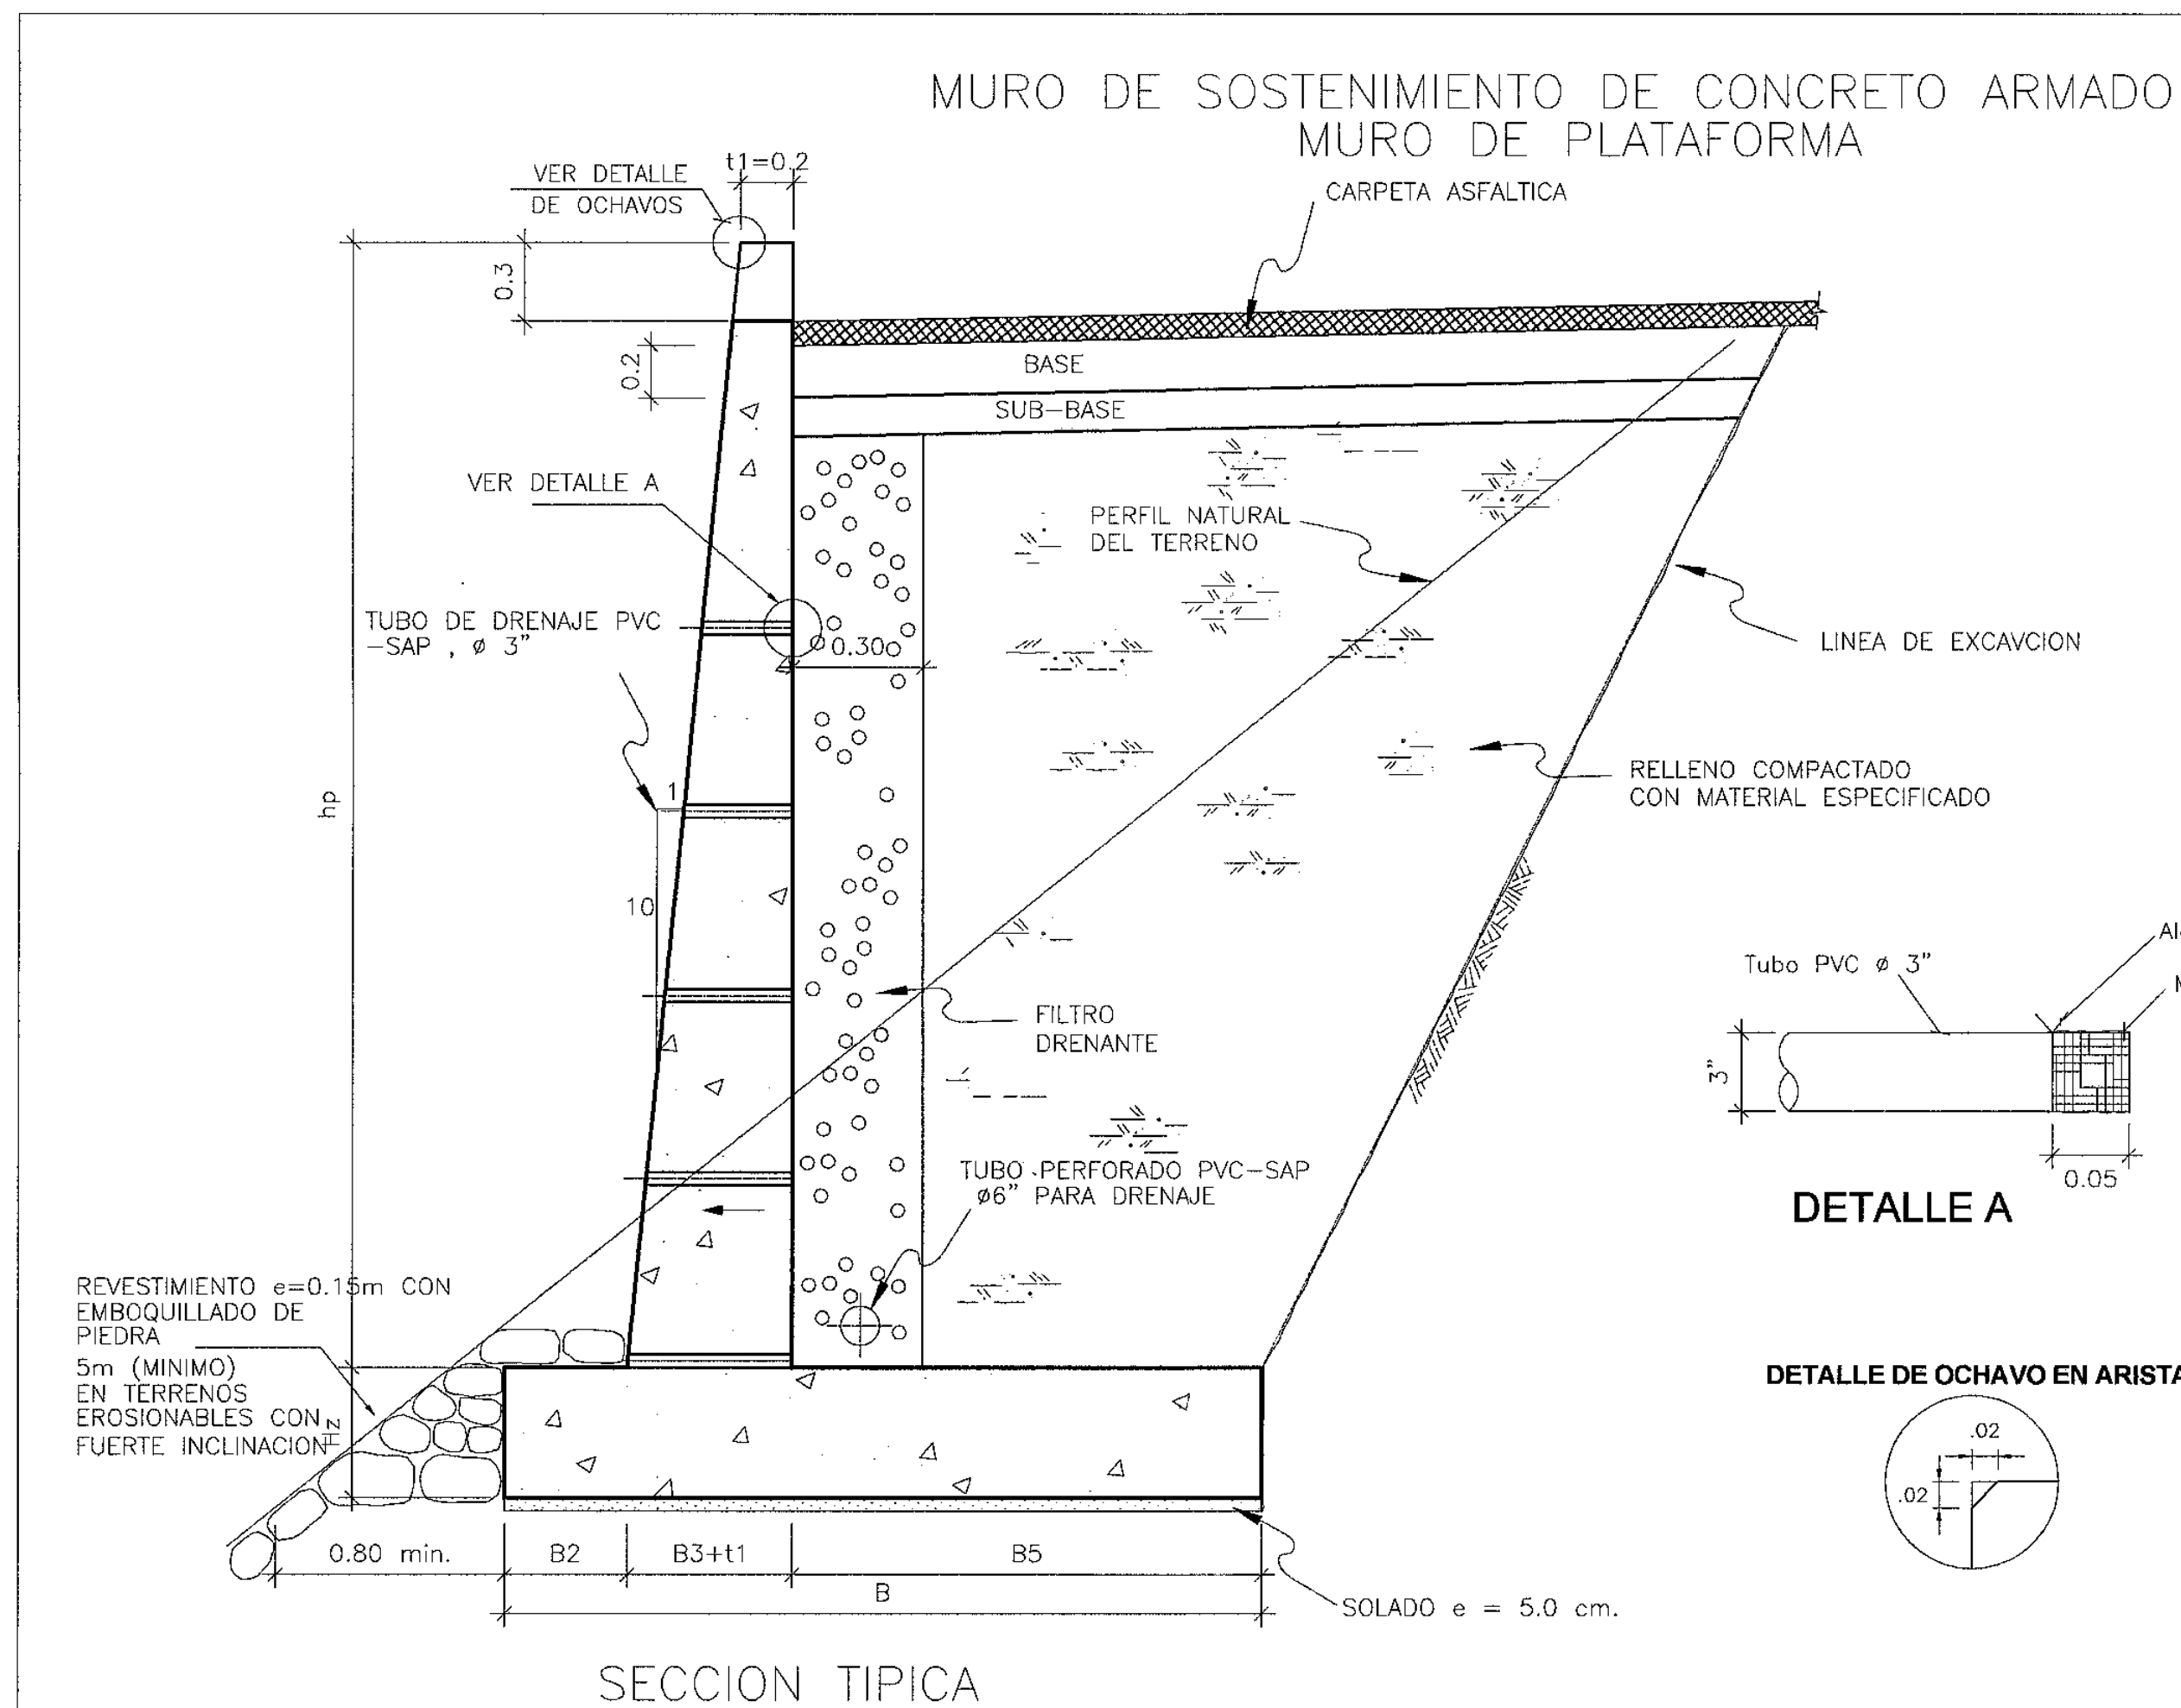 MURO DE SOSTENIMIENTO DE CONCRETO ARMADO
MURO DE PLATAFORMA
t1=0.2
VER DETALLE
DE OCHAVOS
CARPETA ASFALTICA
0.3
0.2
BASE
SUB-BASE
VER DETALLE A
PERFIL NATURAL
DEL TERRENO
TUBO DE DRENAJE PVC
-SAP , ø 3"
0.30
LINEA DE EXCAVCION
hp
1
10
RELLENO COMPACTADO
CON MATERIAL ESPECIFICADO
FILTRO
DRENANTE
Tubo PVC ø 3"
3"
0.05
DETALLE A
TUBO PERFORADO PVC-SAP
ø6" PARA DRENAJE
REVESTIMIENTO e=0.15m CON
EMBOQUILLADO DE
PIEDRA
5m (MINIMO)
EN TERRENOS
EROSIONABLES CON
FUERTE INCLINACION
Hz
DETALLE DE OCHAVO EN ARISTA
.02
.02
0.80 min.
B2
B3+t1
B5
B
SOLADO e = 5.0 cm.
SECCION TIPICA